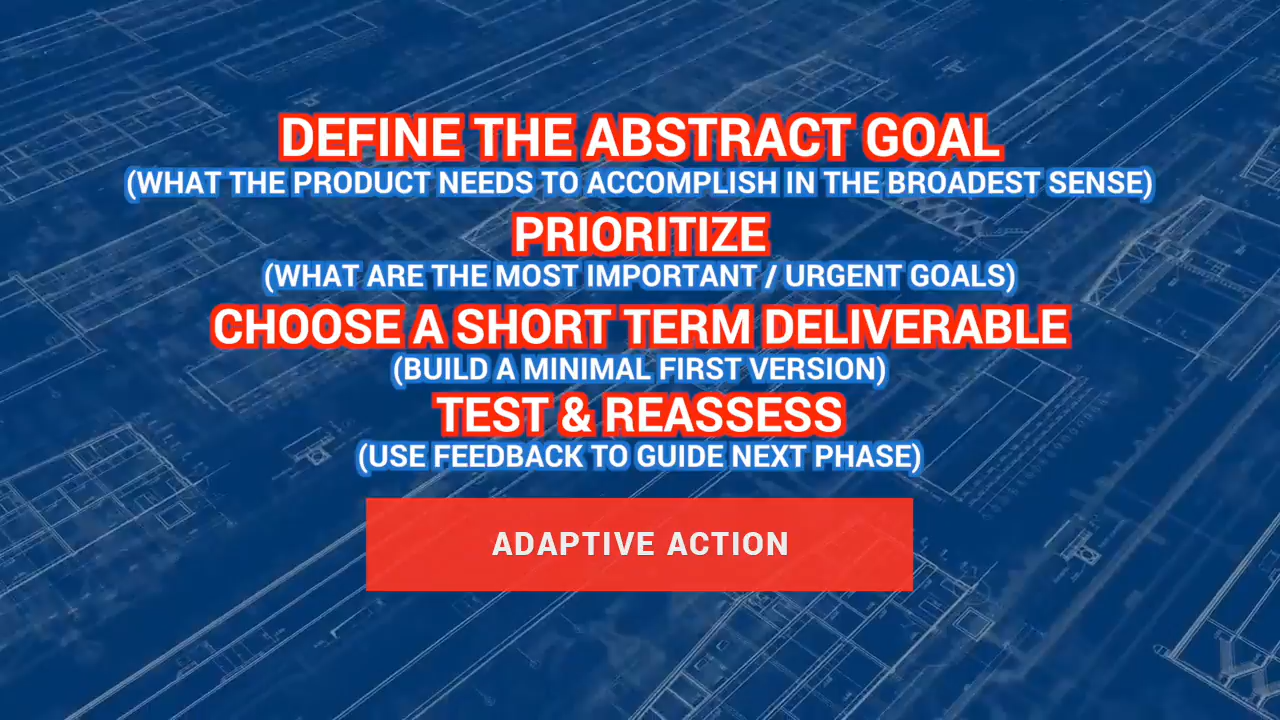 DEFINE THE ABSTRACT GOAL
(WHAT THE PRODUCT NEEDS TO ACCOMPLISH IN THE BROADEST SENSE)
PRIORITIZE
(WHAT ARE THE MOST IMPORTANT / URGENT GOALS)
CHOOSE A SHORT TERM DELIVERABLE
(BUILD A MINIMAL FIRST VERSION)
TEST & REASSESS
(USE FEEDBACK TO GUIDE NEXT PHASE)
ADAPTIVE ACTION